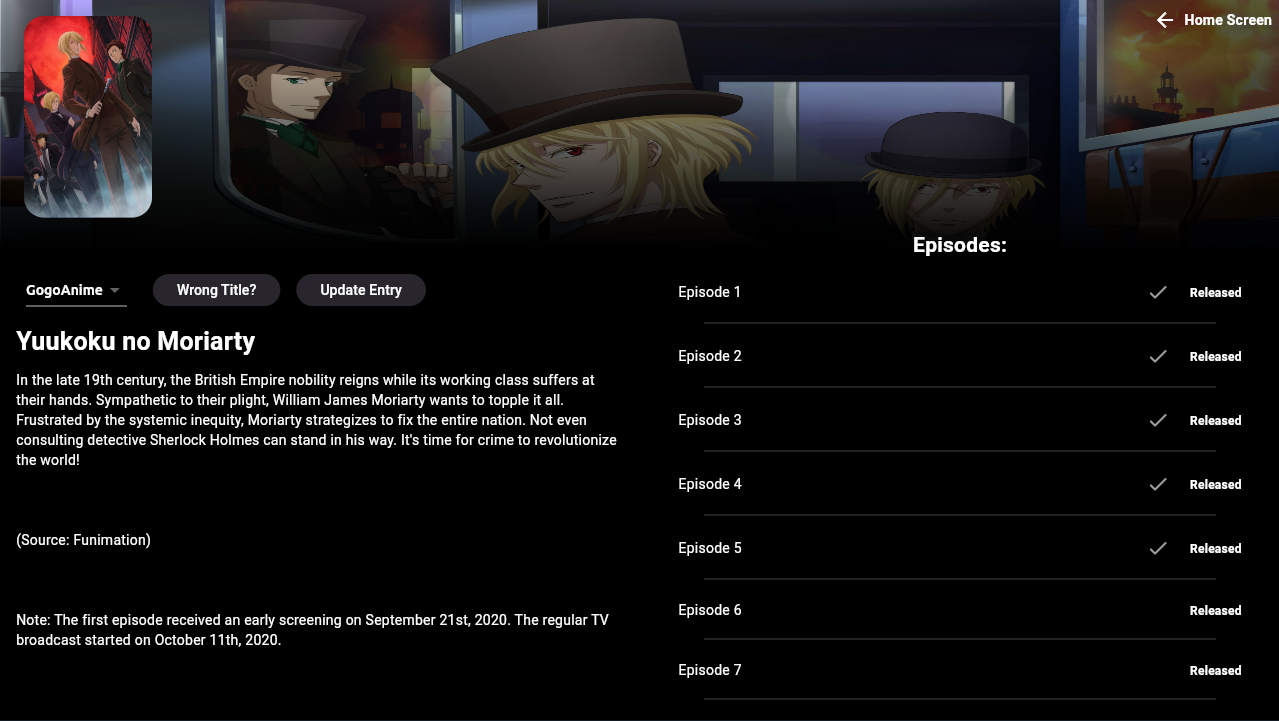 Home Screen
GogoAnime
Wrong Title?
Update Entry
Yuukoku no Moriarty
In the late 19th century, the British Empire nobility reigns while its working class suffers at
their hands. Sympathetic to their plight, William James Moriarty wants to topple it all.
Frustrated by the systemic inequity, Moriarty strategizes to fix the entire nation. Not even
consulting detective Sherlock Holmes can stand in his way. It's time for crime to revolutionize
the world!
(Source: Funimation)
Note: The first episode received an early screening on September 21st, 2020. The regular TV
broadcast started on October 11th, 2020.
Episodes:
Episode 1 Released
Episode 2 Released
Episode 3 Released
Episode 4 Released
Episode 5 Released
Episode 6 Released
Episode 7 Released